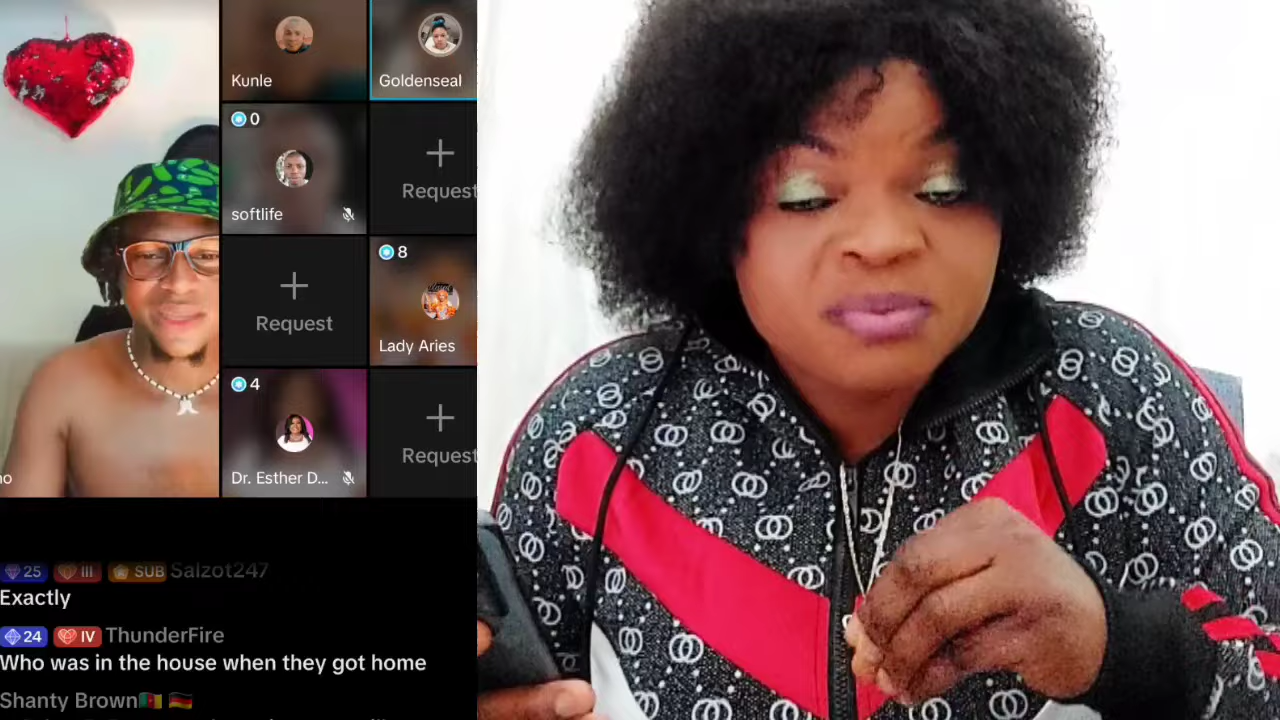 Kunle
Goldenseal
0
softlife
Request
Request
8
Lady Aries
4
Dr. Esther D...
Request
no
25 III SUB Salzot247
Exactly
24 IV ThunderFire
Who was in the house when they got home
Shanty Brown